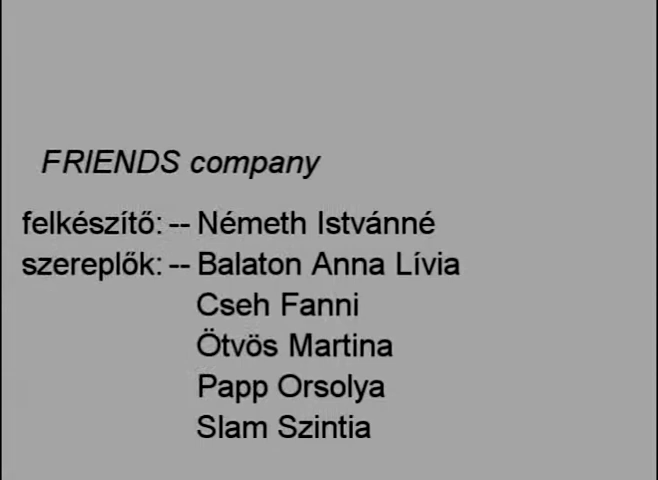 FRIENDS company
felkészítő: -- Németh Istvánné
szereplők: -- Balaton Anna Lívia
Cseh Fanni
Ötvös Martina
Papp Orsolya
Slam Szintia